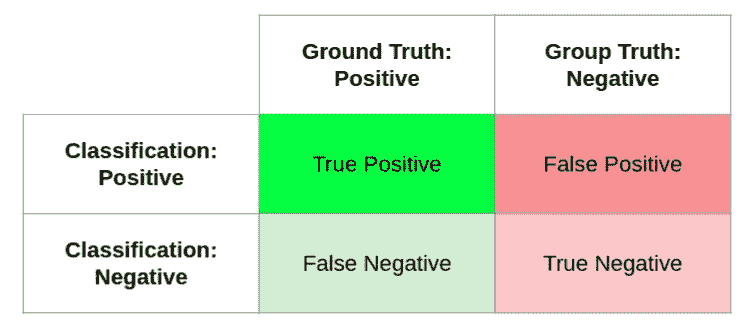 Ground Truth:
Positive
Group Truth:
Negative
Classification:
Positive
True Positive
False Positive
Classification:
Negative
False Negative
True Negative